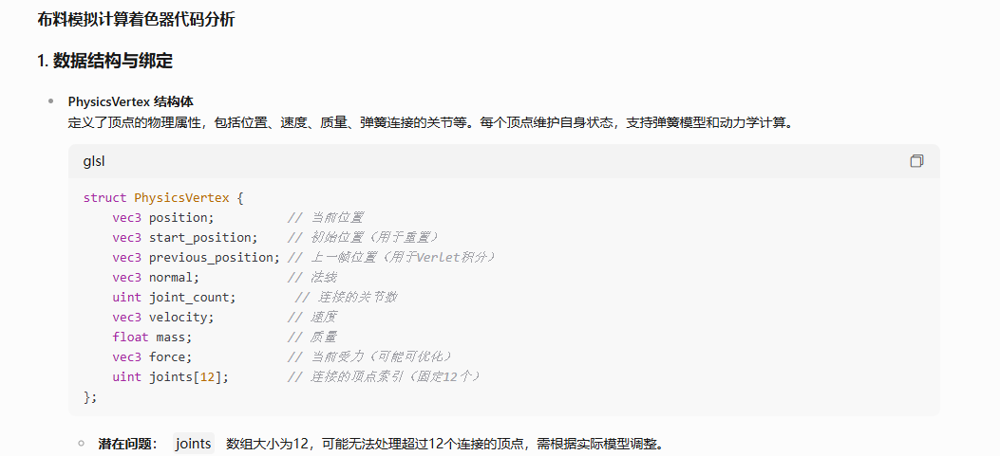 布料模拟计算着色器代码分析
1. 数据结构与绑定
PhysicsVertex 结构体
定义了顶点的物理属性，包括位置、速度、质量、弹簧连接的关节等。每个顶点维护自身状态，支持弹簧模型和动力学计算。
glsl
struct PhysicsVertex {
    vec3 position;          // 当前位置
    vec3 start_position;    // 初始位置（用于重置）
    vec3 previous_position; // 上一帧位置（用于Verlet积分）
    vec3 normal;            // 法线
    uint joint_count;        // 连接的关节数
    vec3 velocity;          // 速度
    float mass;             // 质量
    vec3 force;             // 当前受力（可能可优化）
    uint joints[12];        // 连接的顶点索引（固定12个）
};
潜在问题： joints 数组大小为12，可能无法处理超过12个连接的顶点，需根据实际模型调整。